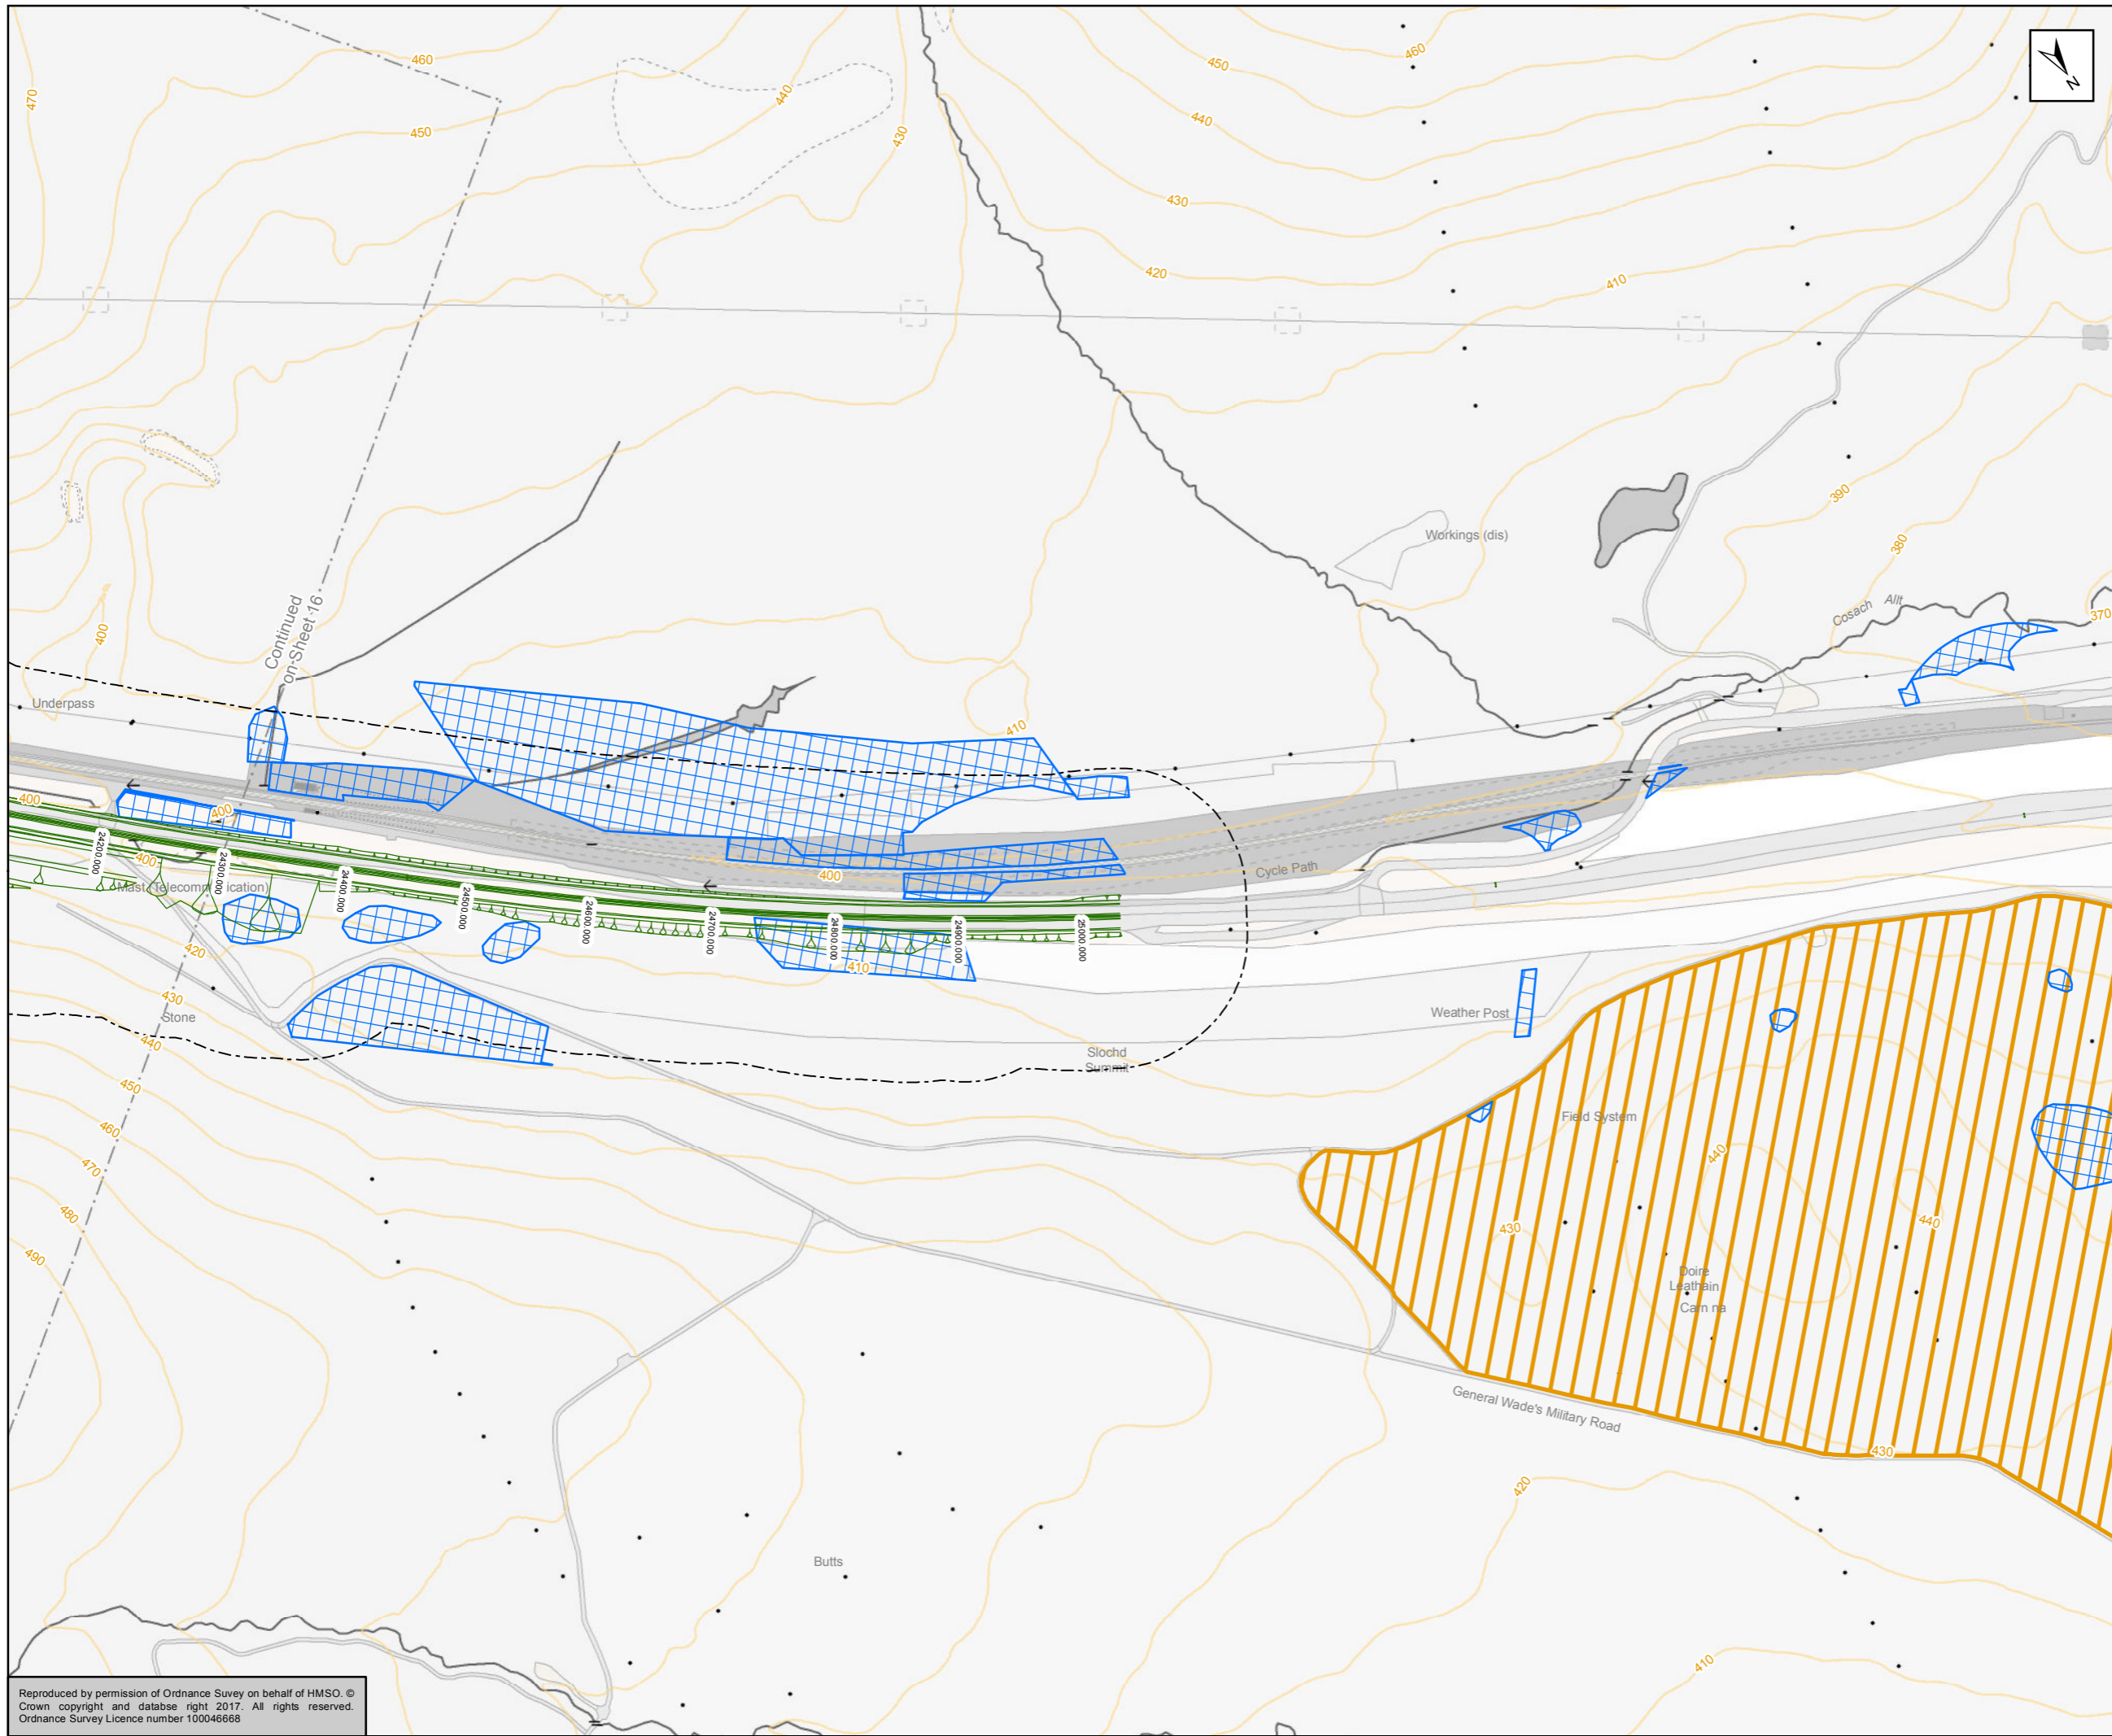 460
470
440
450
430
450
460
440
430
420
410
N
Workings (dis)
390
380
Cosach Allt
370
400
Continued
on Sheet 16
Underpass
410
400
400
400
400
Cycle Path
24200.000
24300.000
24400.000
24500.000
24600.000
24700.000
24800.000
24900.000
25000.000
Mast (Telecommunication)
420
410
430
Stone
440
Weather Post
Slochd
Summit
450
460
470
480
490
Field System
440
430
440
Doire
Leathain
Carn na
General Wade's Military Road
430
420
Butts
410
Reproduced by permission of Ordnance Suvey on behalf of HMSO. ©
Crown copyright and databse right 2017. All rights reserved.
Ordnance Survey Licence number 100046668